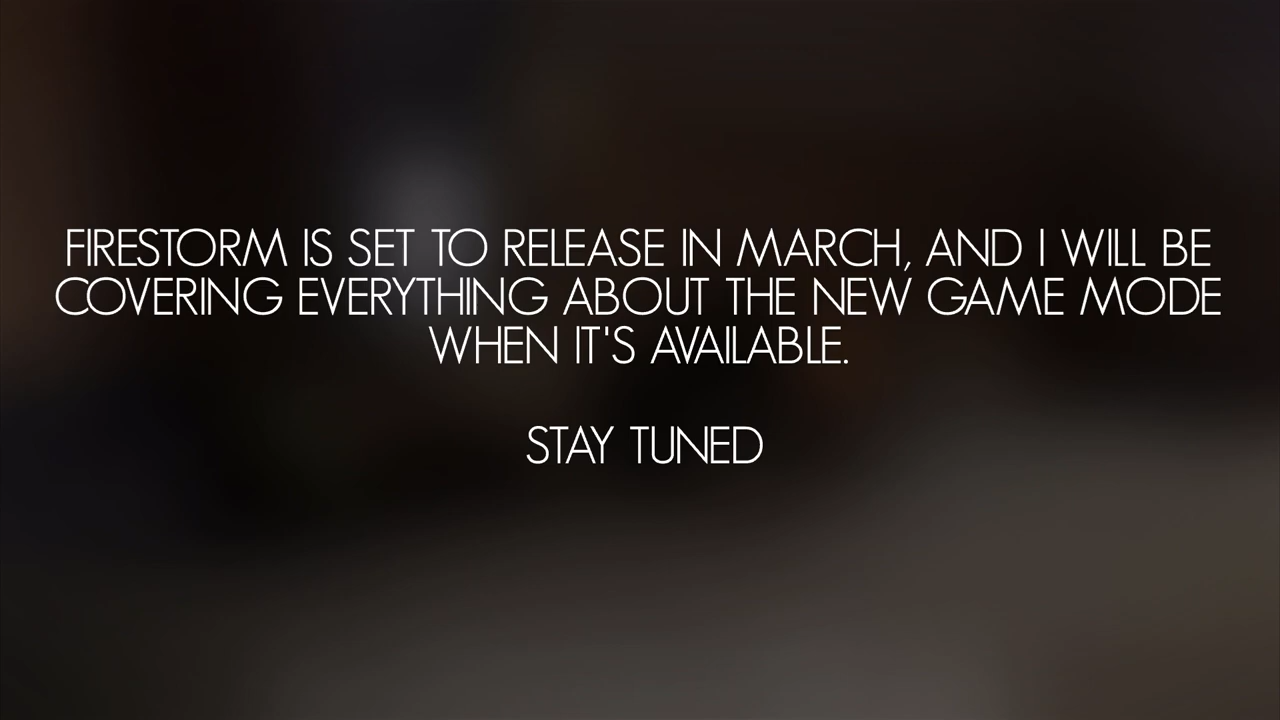 FIRESTORM IS SET TO RELEASE IN MARCH, AND I WILL BE
COVERING EVERYTHING ABOUT THE NEW GAME MODE
WHEN IT'S AVAILABLE.
STAY TUNED